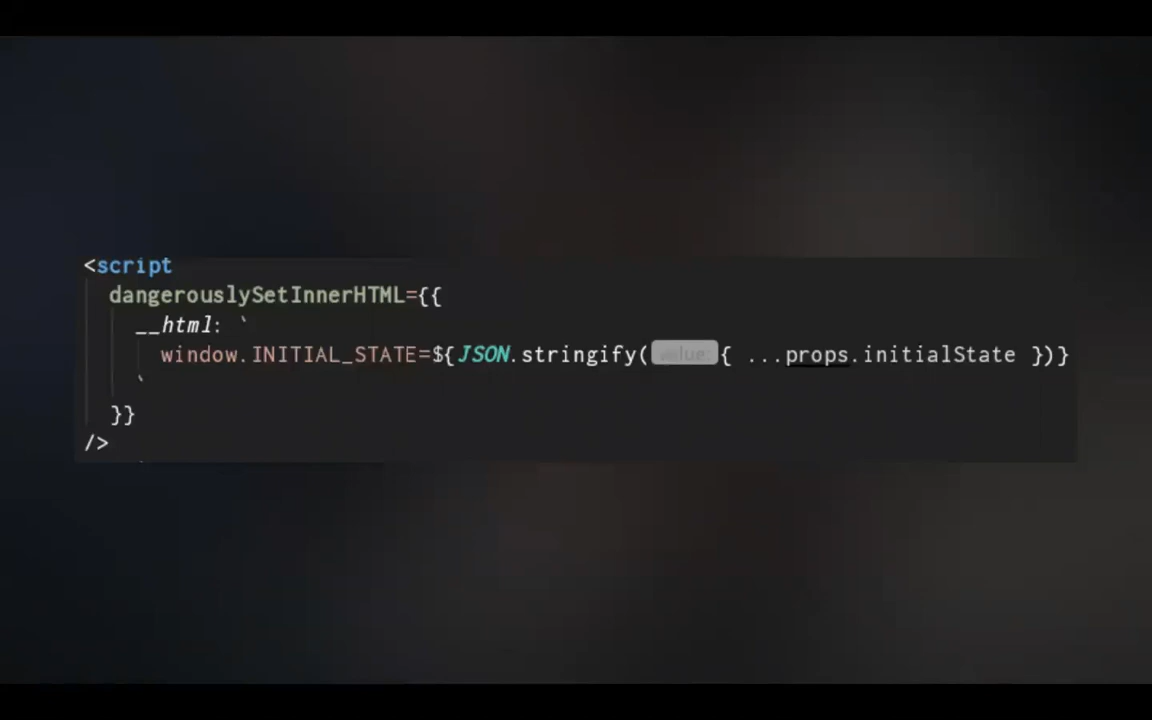 <script
dangerouslySetInnerHTML={{
__html: `
window.INITIAL_STATE=${JSON.stringify( value: { ...props.initialState })}
`
}}
/>